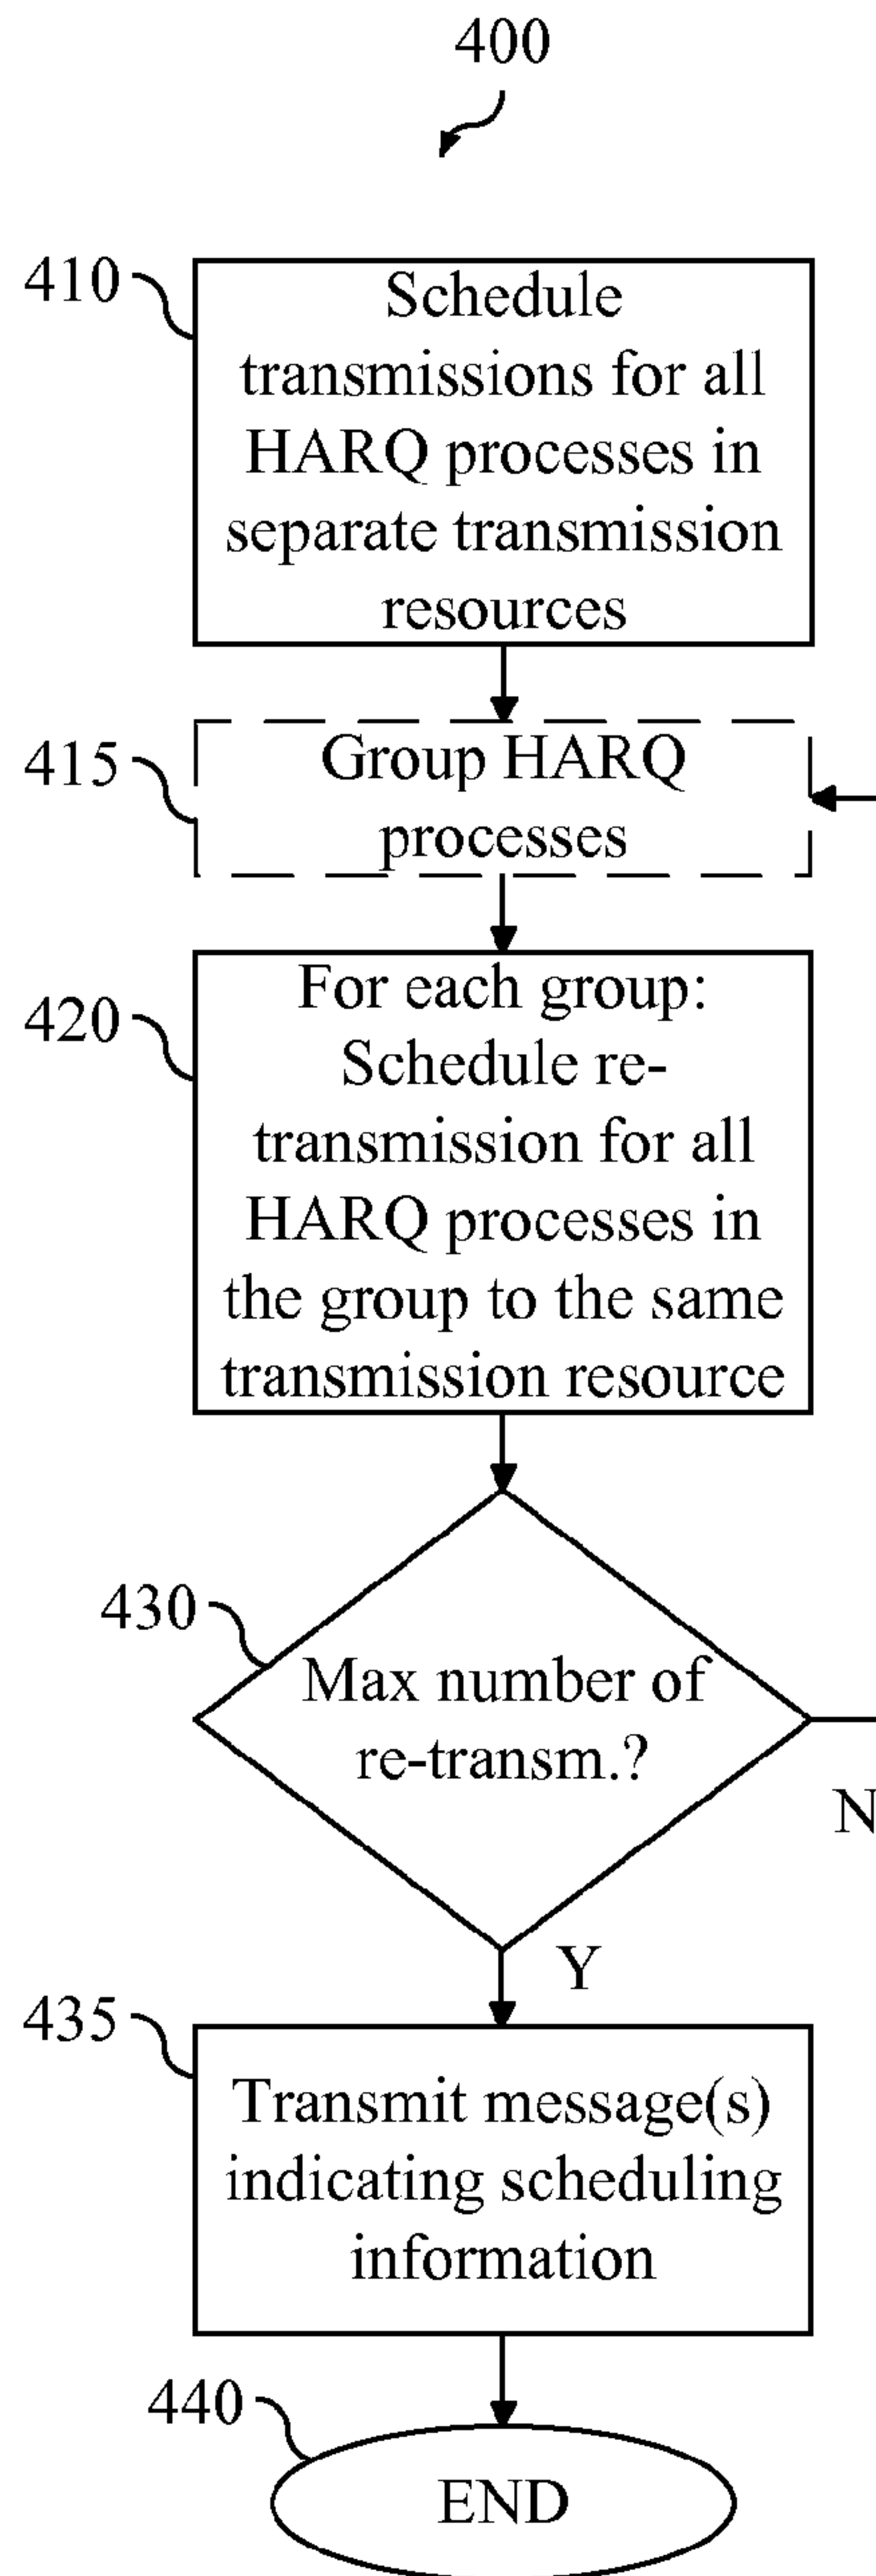 400
410
Schedule
transmissions for all
HARQ processes in
separate transmission
resources
415
Group HARQ
processes
420
For each group:
Schedule re-
transmission for all
HARQ processes in
the group to the same
transmission resource
430
Max number of
re-transm.?
N
Y
435
Transmit message(s)
indicating scheduling
information
440
END